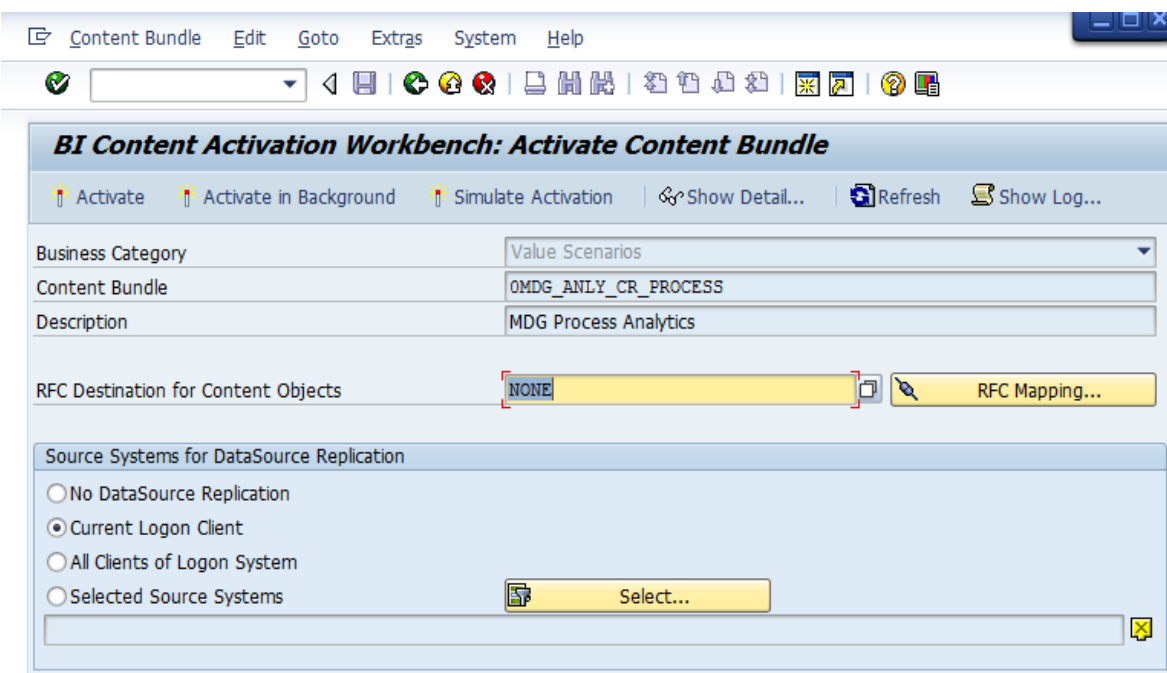 Content Bundle Edit Goto Extras System Help
BI Content Activation Workbench: Activate Content Bundle
Activate Activate in Background Simulate Activation Show Detail... Refresh Show Log...
Business Category Value Scenarios
Content Bundle 0MDG_ANLY_CR_PROCESS
Description MDG Process Analytics
RFC Destination for Content Objects NONE RFC Mapping...
Source Systems for DataSource Replication
No DataSource Replication
Current Logon Client
All Clients of Logon System
Selected Source Systems Select...